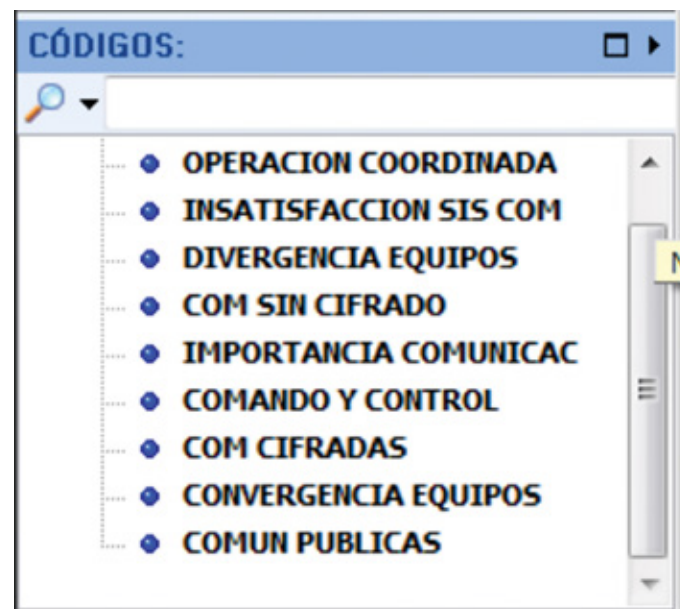 CÓDIGOS:
OPERACION COORDINADA
INSATISFACCION SIS COM
DIVERGENCIA EQUIPOS
N
COM SIN CIFRADO
IMPORTANCIA COMUNICAC
COMANDO Y CONTROL
COM CIFRADAS
CONVERGENCIA EQUIPOS
COMUN PUBLICAS